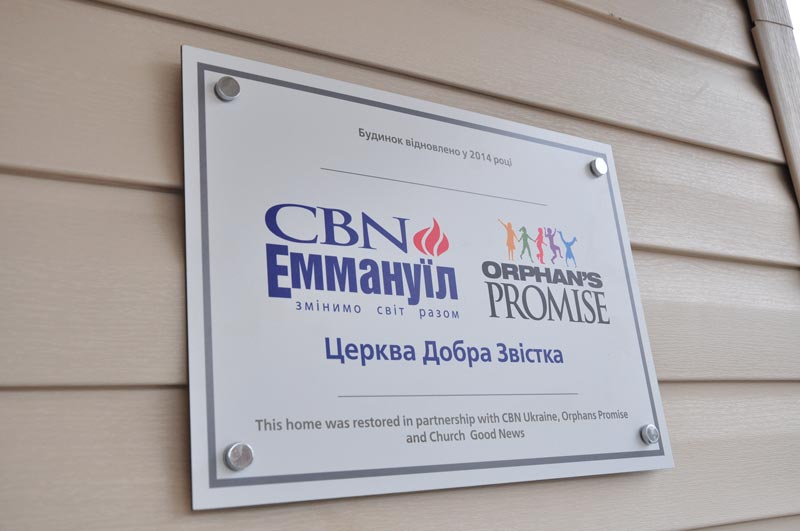 Будинок відновлено у 2014 році
CBN
Еммануїл
змінимо світ разом
ORPHAN'S
PROMISE
Церква Добра Звістка
This home was restored in partnership with CBN Ukraine, Orphans Promise
and Church Good News